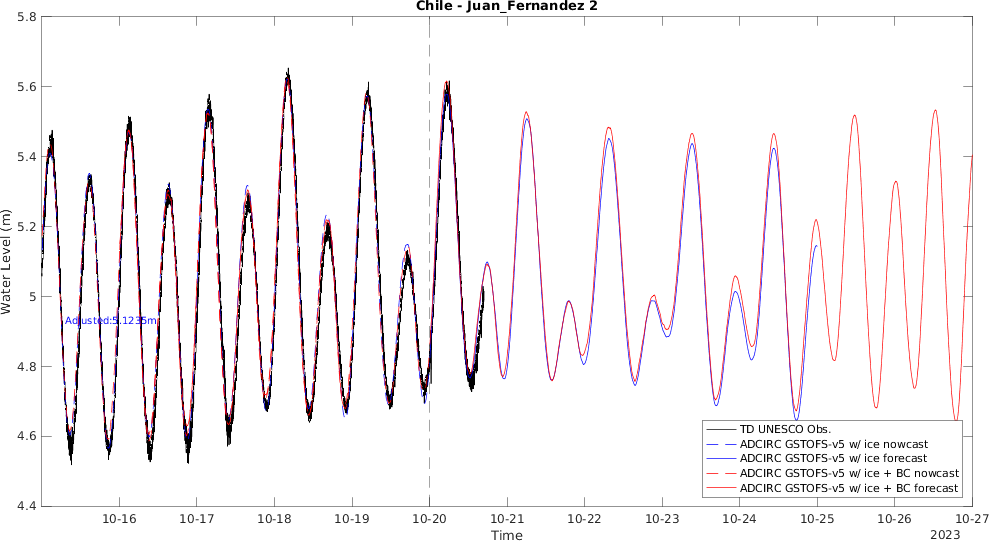 Chile - Juan_Fernandez 2
5.8
5.6
5.4
5.2
5
4.8
4.6
4.4
Water Level (m)
Adjusted:5.1235m
10-16
10-17
10-18
10-19
10-20
10-21
10-22
10-23
10-24
10-25
10-26
10-27
Time
2023
TD UNESCO Obs.
ADCIRC GSTOFS-v5 w/ ice nowcast
ADCIRC GSTOFS-v5 w/ ice forecast
ADCIRC GSTOFS-v5 w/ ice + BC nowcast
ADCIRC GSTOFS-v5 w/ ice + BC forecast